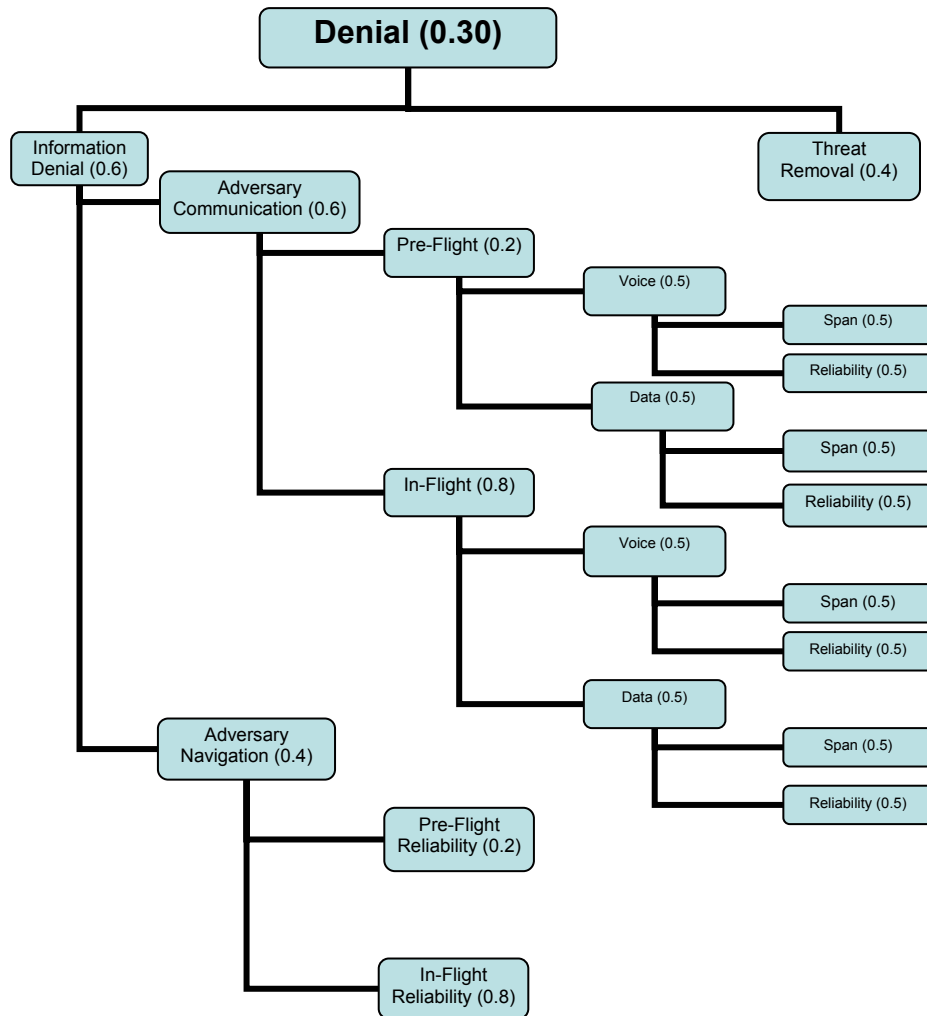 Denial (0.30)
Information
Denial (0.6)
Threat
Removal (0.4)
Adversary
Communication (0.6)
Pre-Flight (0.2)
Voice (0.5)
Span (0.5)
Reliability (0.5)
Data (0.5)
Span (0.5)
Reliability (0.5)
In-Flight (0.8)
Voice (0.5)
Span (0.5)
Reliability (0.5)
Data (0.5)
Span (0.5)
Reliability (0.5)
Adversary
Navigation (0.4)
Pre-Flight
Reliability (0.2)
In-Flight
Reliability (0.8)